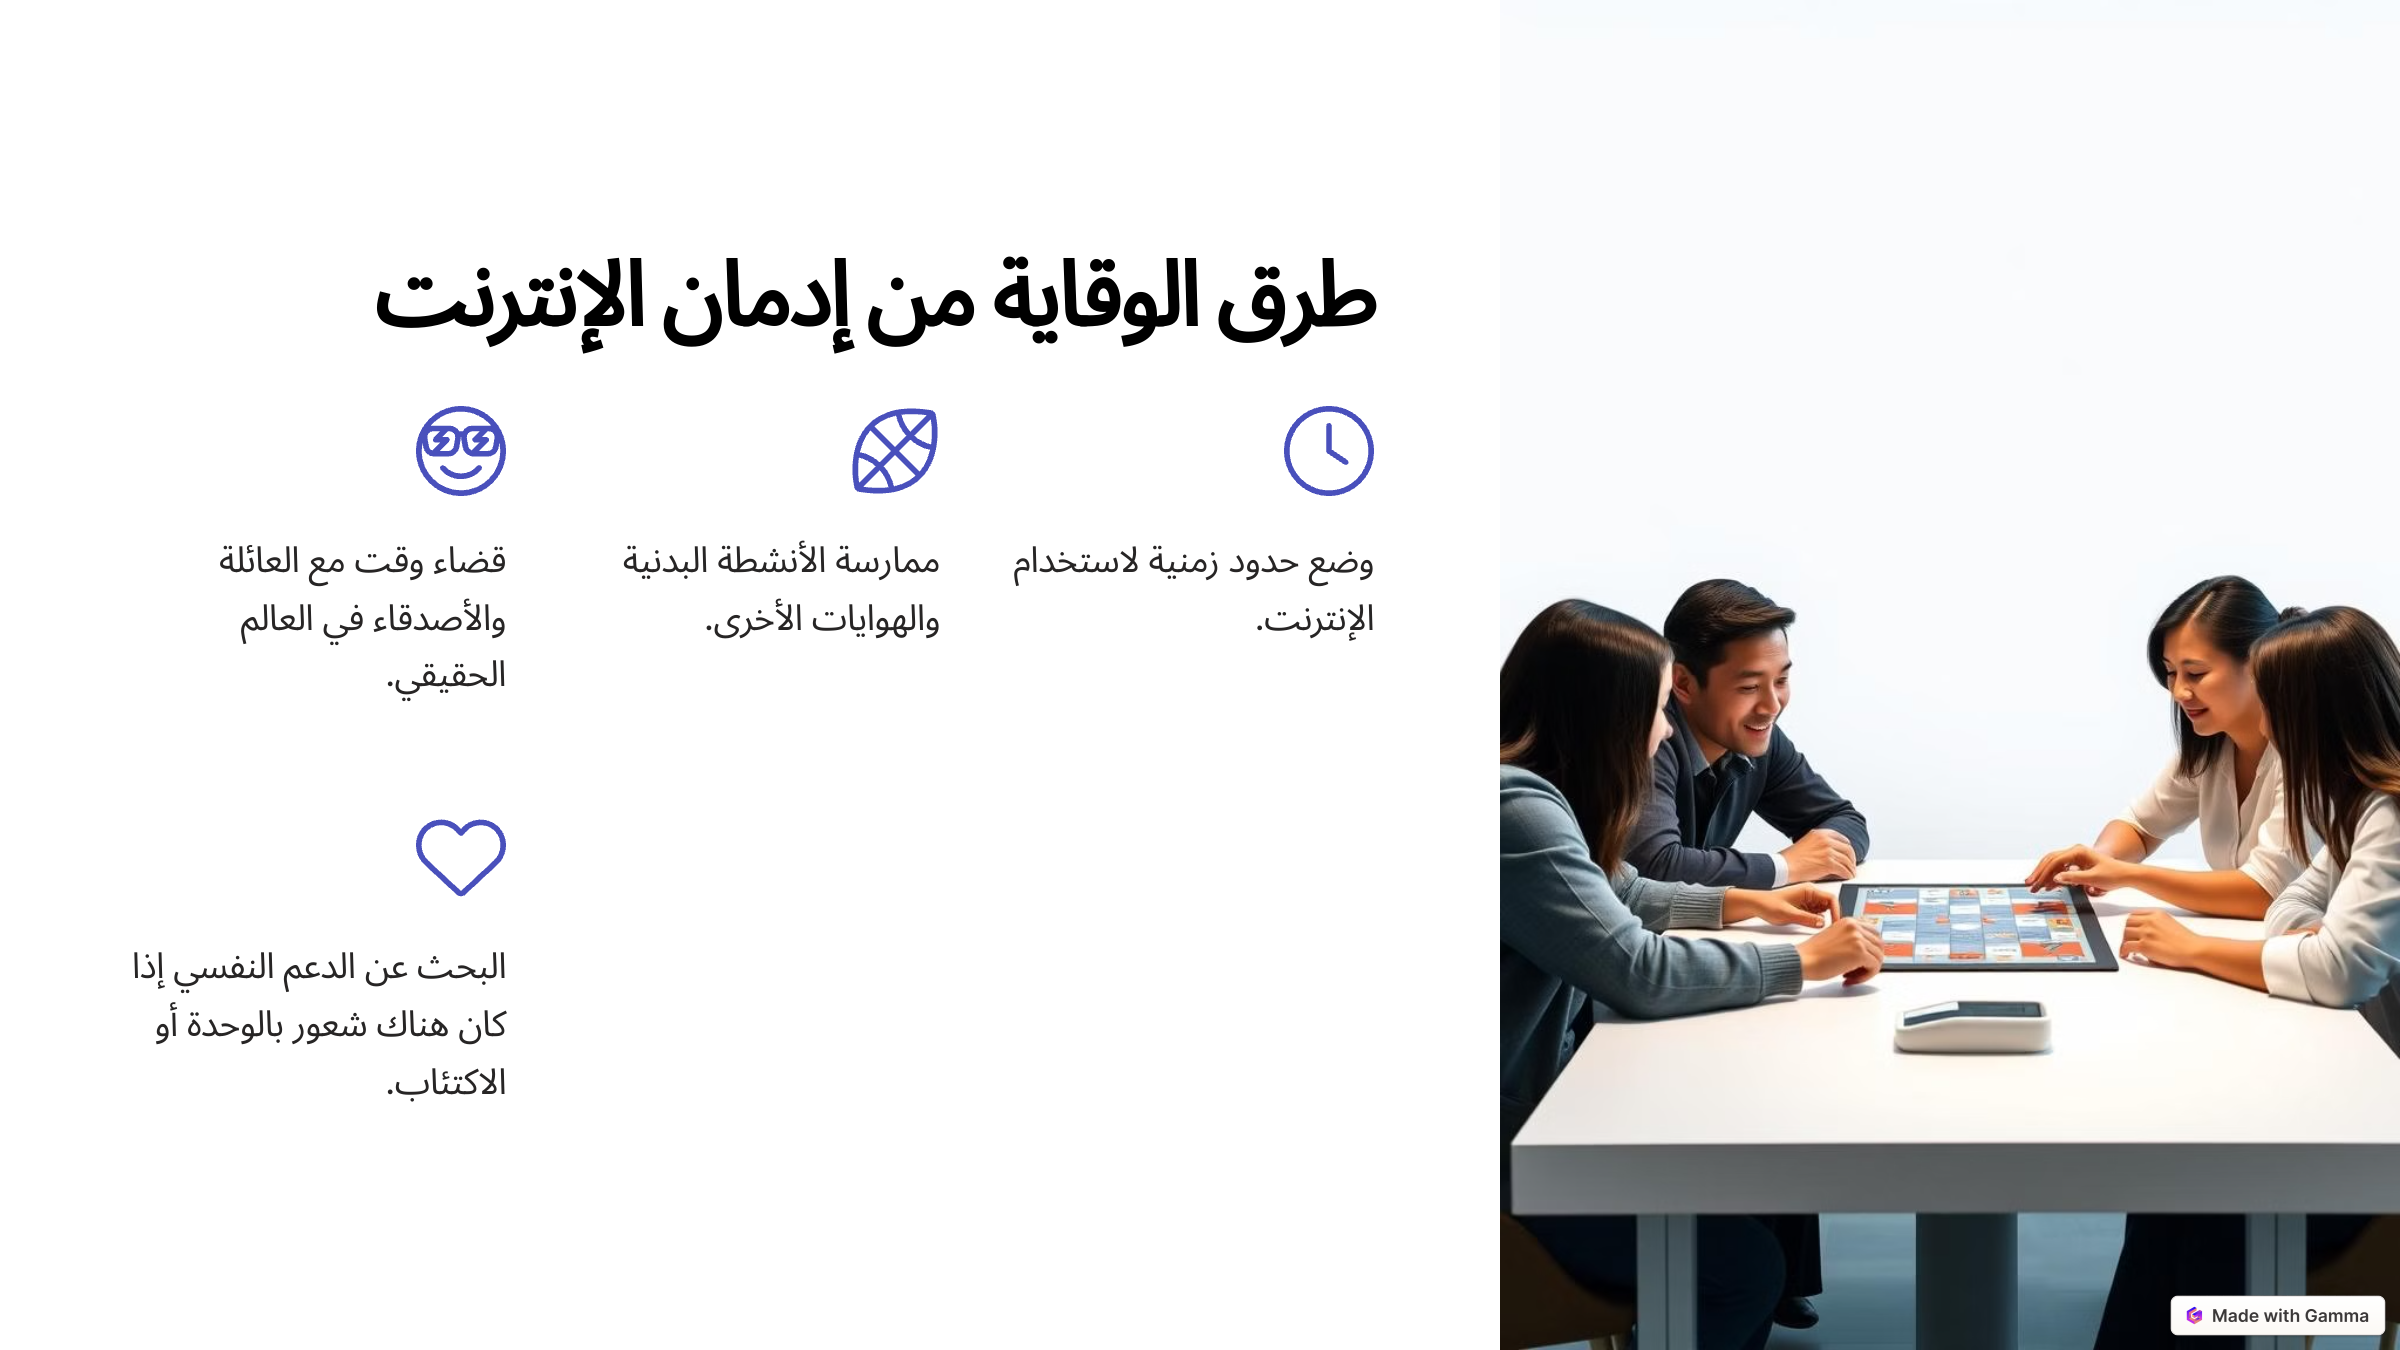 طرق الوقاية من إدمان الإنترنت
وضع حدود زمنية لاستخدام
الإنترنت.
ممارسة الأنشطة البدنية
والهوايات الأخرى.
قضاء وقت مع العائلة
والأصدقاء في العالم
الحقيقي.
البحث عن الدعم النفسي إذا
كان هناك شعور بالوحدة أو
الاكتئاب.
Made with Gamma